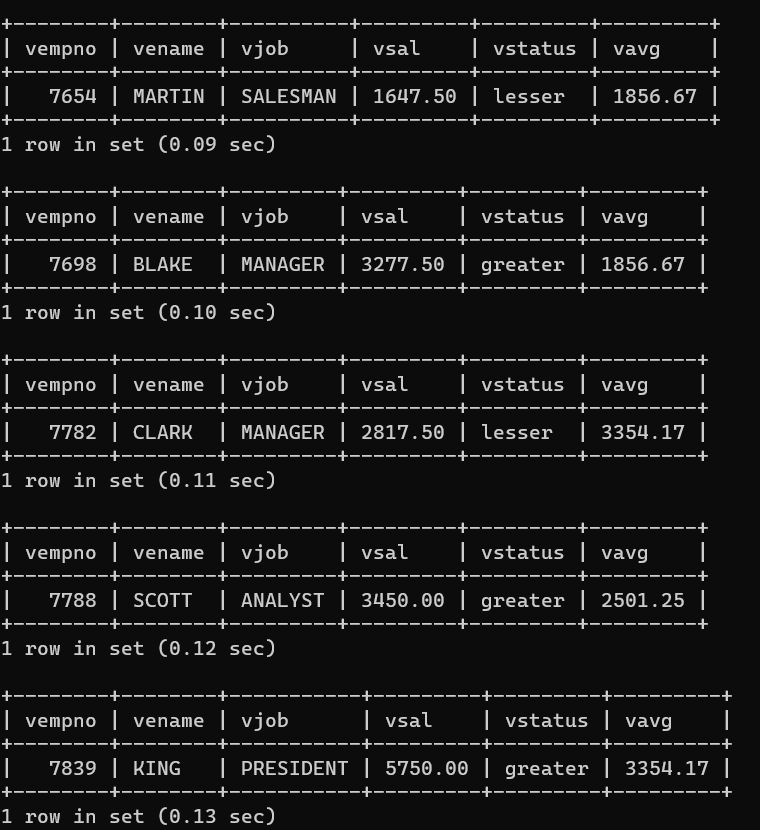 +--------+--------+----------+---------+---------+---------+
| vempno | vename | vjob     | vsal    | vstatus | vavg    |
+--------+--------+----------+---------+---------+---------+
|   7654 | MARTIN | SALESMAN | 1647.50 | lesser  | 1856.67 |
+--------+--------+----------+---------+---------+---------+
1 row in set (0.09 sec)

+--------+--------+---------+---------+---------+---------+
| vempno | vename | vjob    | vsal    | vstatus | vavg    |
+--------+--------+---------+---------+---------+---------+
|   7698 | BLAKE  | MANAGER | 3277.50 | greater | 1856.67 |
+--------+--------+---------+---------+---------+---------+
1 row in set (0.10 sec)

+--------+--------+---------+---------+---------+---------+
| vempno | vename | vjob    | vsal    | vstatus | vavg    |
+--------+--------+---------+---------+---------+---------+
|   7782 | CLARK  | MANAGER | 2817.50 | lesser  | 3354.17 |
+--------+--------+---------+---------+---------+---------+
1 row in set (0.11 sec)

+--------+--------+---------+---------+---------+---------+
| vempno | vename | vjob    | vsal    | vstatus | vavg    |
+--------+--------+---------+---------+---------+---------+
|   7788 | SCOTT  | ANALYST | 3450.00 | greater | 2501.25 |
+--------+--------+---------+---------+---------+---------+
1 row in set (0.12 sec)

+--------+--------+-----------+---------+---------+---------+
| vempno | vename | vjob      | vsal    | vstatus | vavg    |
+--------+--------+-----------+---------+---------+---------+
|   7839 | KING   | PRESIDENT | 5750.00 | greater | 3354.17 |
+--------+--------+-----------+---------+---------+---------+
1 row in set (0.13 sec)